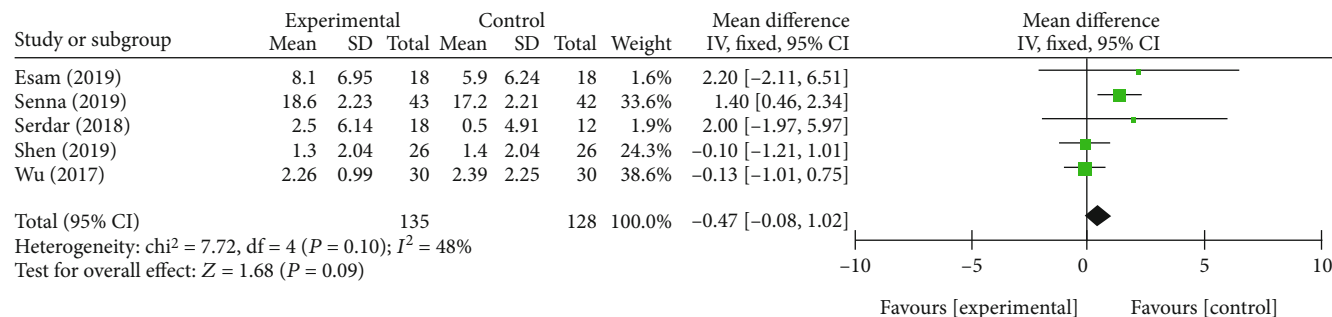 Experimental Control Mean difference Mean difference
Study or subgroup Mean SD Total Mean SD Total Weight IV, fixed, 95% CI IV, fixed, 95% CI
Esam (2019) 8.1 6.95 18 5.9 6.24 18 1.6% 2.20 [–2.11, 6.51]
Senna (2019) 18.6 2.23 43 17.2 2.21 42 33.6% 1.40 [0.46, 2.34]
Serdar (2018) 2.5 6.14 18 0.5 4.91 12 1.9% 2.00 [–1.97, 5.97]
Shen (2019) 1.3 2.04 26 1.4 2.04 26 24.3% –0.10 [–1.21, 1.01]
Wu (2017) 2.26 0.99 30 2.39 2.25 30 38.6% –0.13 [–1.01, 0.75]
Total (95% CI) 135 128 100.0% –0.47 [–0.08, 1.02]
Heterogeneity: chi² = 7.72, df = 4 (P = 0.10); I² = 48%
Test for overall effect: Z = 1.68 (P = 0.09)
–10 –5 0 5 10
Favours [experimental] Favours [control]